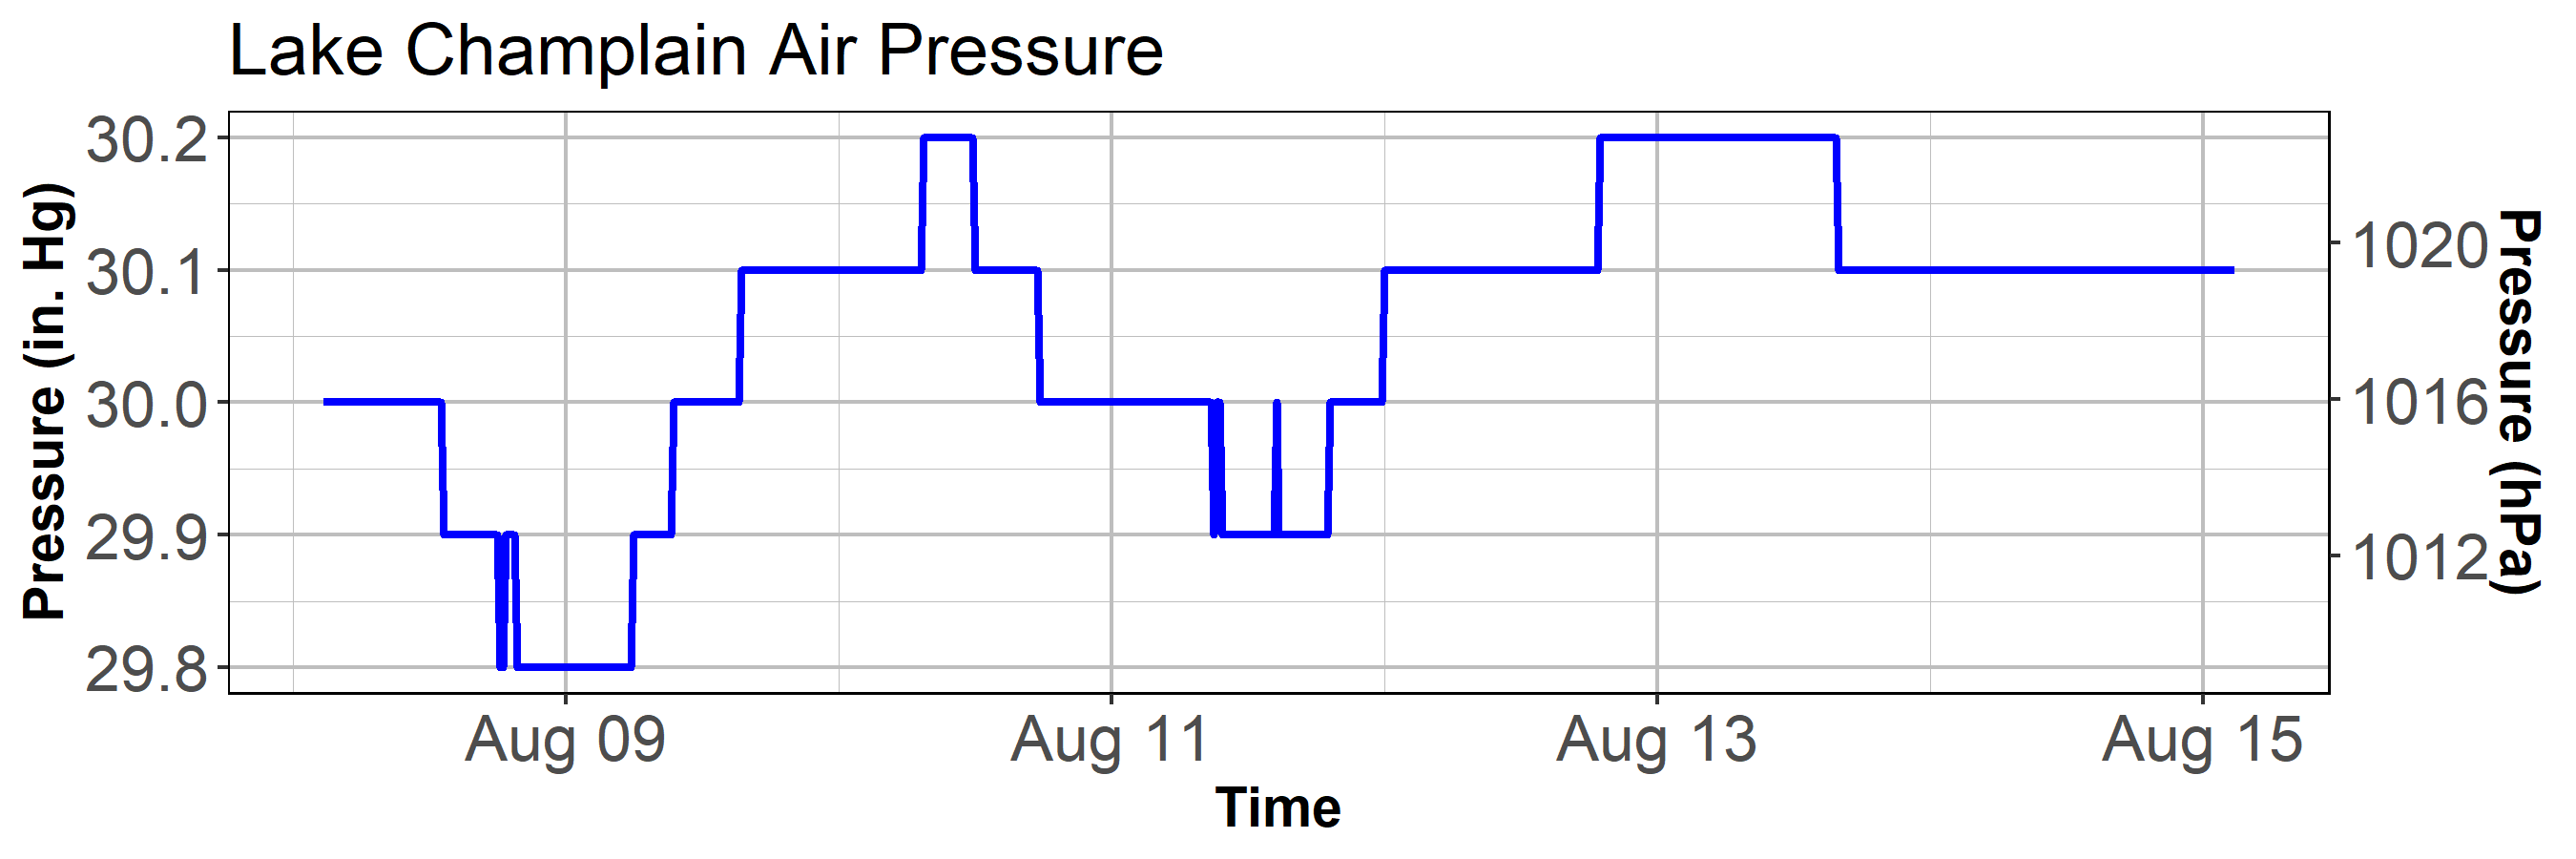 Lake Champlain Air Pressure
Pressure (in. Hg)
30.2
30.1
30.0
29.9
29.8
1020
1016
1012
Pressure (hPa)
Aug 09 Aug 11 Aug 13 Aug 15
Time